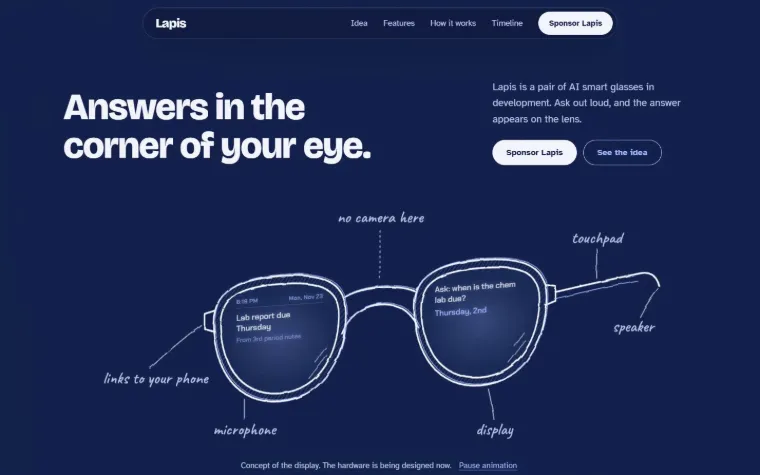 Lapis
Idea Features How it works Timeline Sponsor Lapis
Answers in the
corner of your eye.
Lapis is a pair of AI smart glasses in
development. Ask out loud, and the answer
appears on the lens.
Sponsor Lapis See the idea
no camera here
touchpad
speaker
8:18 PM Mon, Nov 23
Lab report due
Thursday
From 3rd period notes
Ask: when is the chem
lab due?
Thursday, 2nd
links to your phone
microphone
display
Concept of the display. The hardware is being designed now. Pause animation